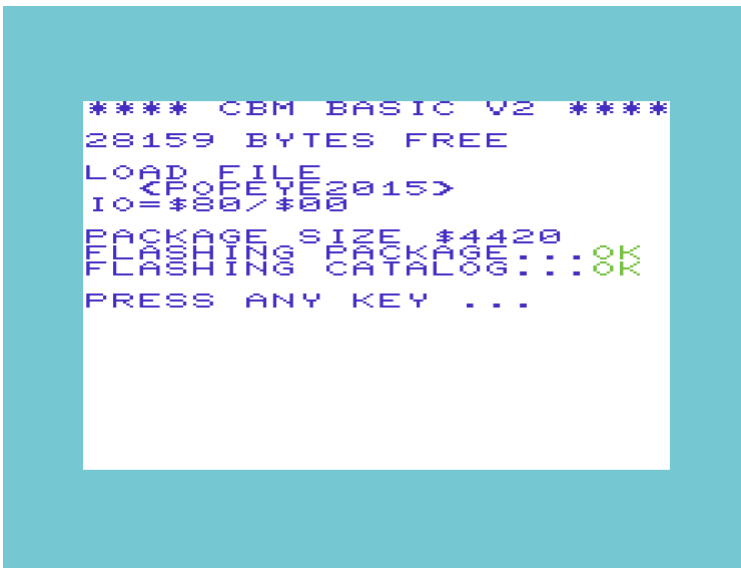 **** CBM BASIC V2 ****
28159 BYTES FREE
LOAD FILE
<POPEYE2015>
IO=$80/$00
PACKAGE SIZE $4420
FLASHING PACKAGE...OK
FLASHING CATALOG...OK
PRESS ANY KEY ...